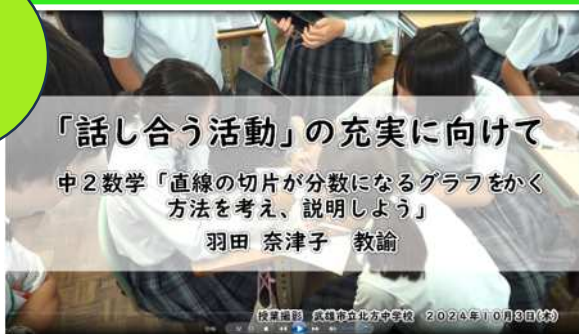 「話し合う活動」の充実に向けて
中2数学「直線の切片が分数になるグラフをかく
方法を考え、説明しよう」
羽田 奈津子 教諭
授業撮影 武雄市立北方中学校 2024年10月3日(木)